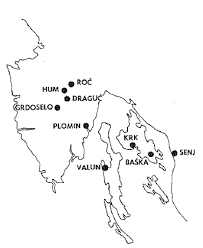 ROČ
HUM
DRAGUĆ
GRDOSELO
PLOMIN
KRK
SENJ
BAŠKA
VALUN